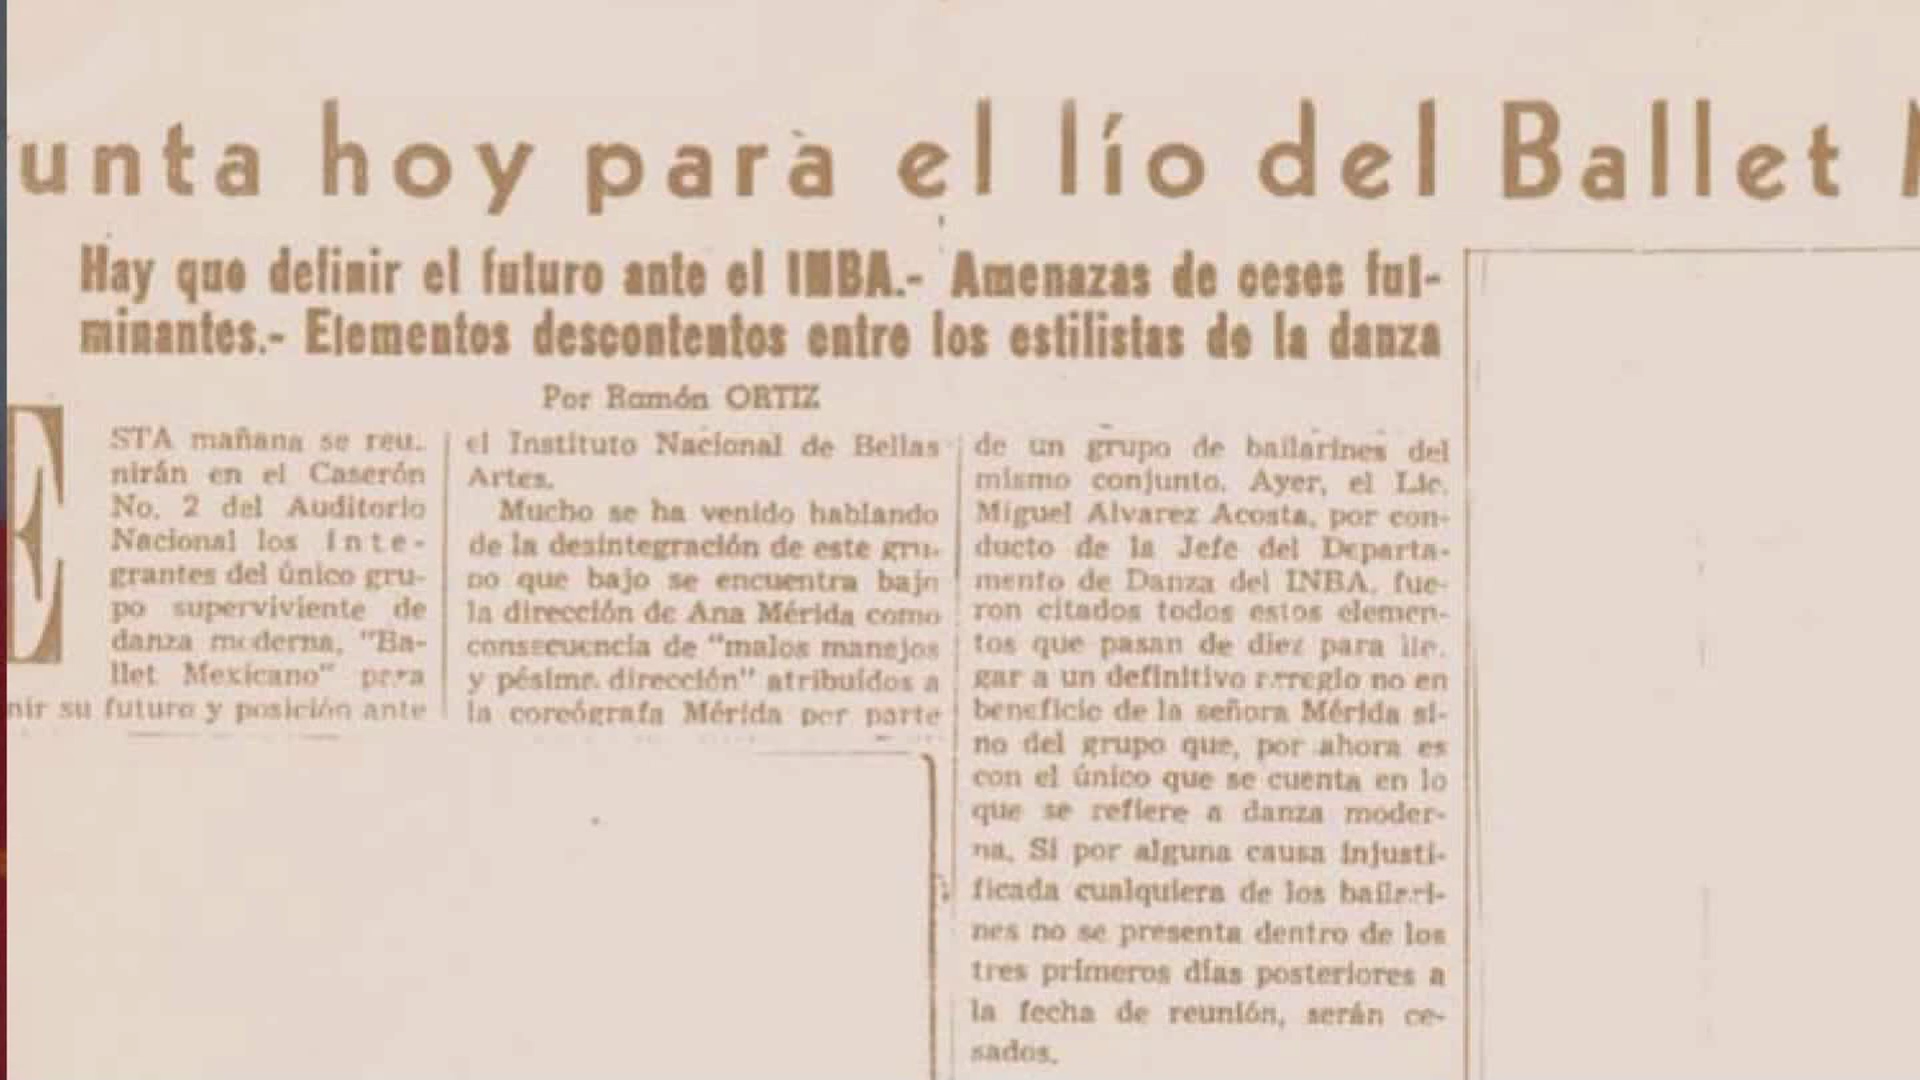 unta hoy para el lío del Ballet
Hay que definir el futuro ante el INBA.- Amenazas de ceses ful-
minantes.- Elementos descontentos entre los estilistas de la danza
Por Ramón ORTIZ
ESTA mañana se reu-
nirán en el Caserón
No. 2 del Auditorio
Nacional los inte-
grantes del único gru-
po superviviente de
danza moderna, "Ba-
llet Mexicano" para
nir su futuro y posición ante
el Instituto Nacional de Bellas
Artes.
Mucho se ha venido hablando
de la desintegración de este gru-
po que bajo se encuentra bajo
la dirección de Ana Mérida como
consecuencia de "malos manejos
y pésima dirección" atribuídos a
la coreógrafa Mérida por parte
de un grupo de bailarines del
mismo conjunto. Ayer, el Lic.
Miguel Alvarez Acosta, por con-
ducto de la Jefe del Departa-
mento de Danza del INBA, fue-
ron citados todos estos elemen-
tos que pasan de diez para lle-
gar a un definitivo arreglo no en
beneficio de la señora Mérida si-
no del grupo que, por ahora es
con el único que se cuenta en lo
que se refiere a danza moder-
na. Si por alguna causa injusti-
ficada cualquiera de los bailari-
nes no se presenta dentro de los
tres primeros días posteriores a
la fecha de reunión, serán ce-
sados.